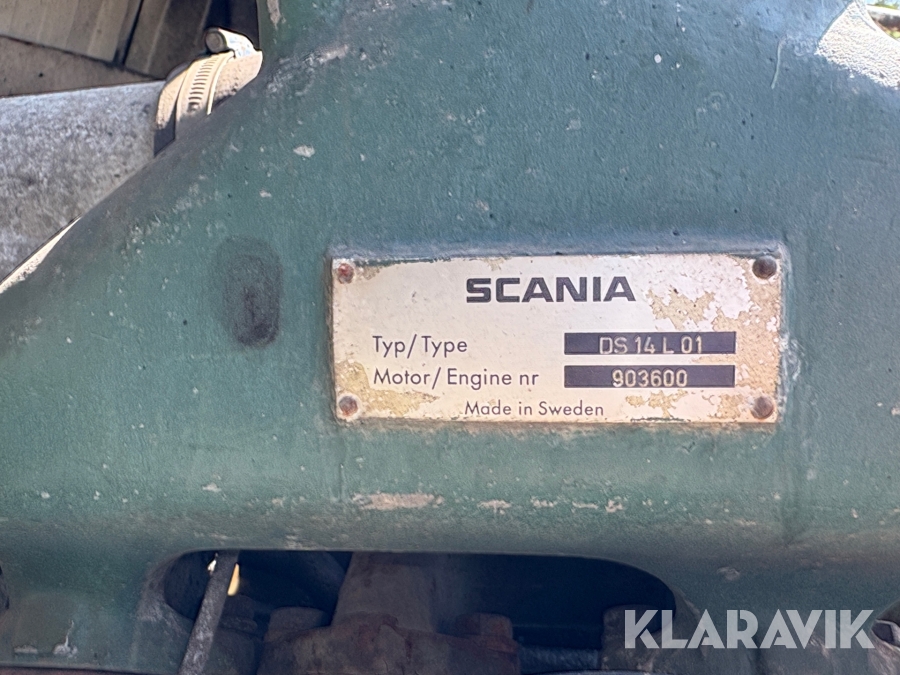 SCANIA
Typ/Type DS 14 L 01
Motor/Engine nr 903600
Made in Sweden
KLARAVIK